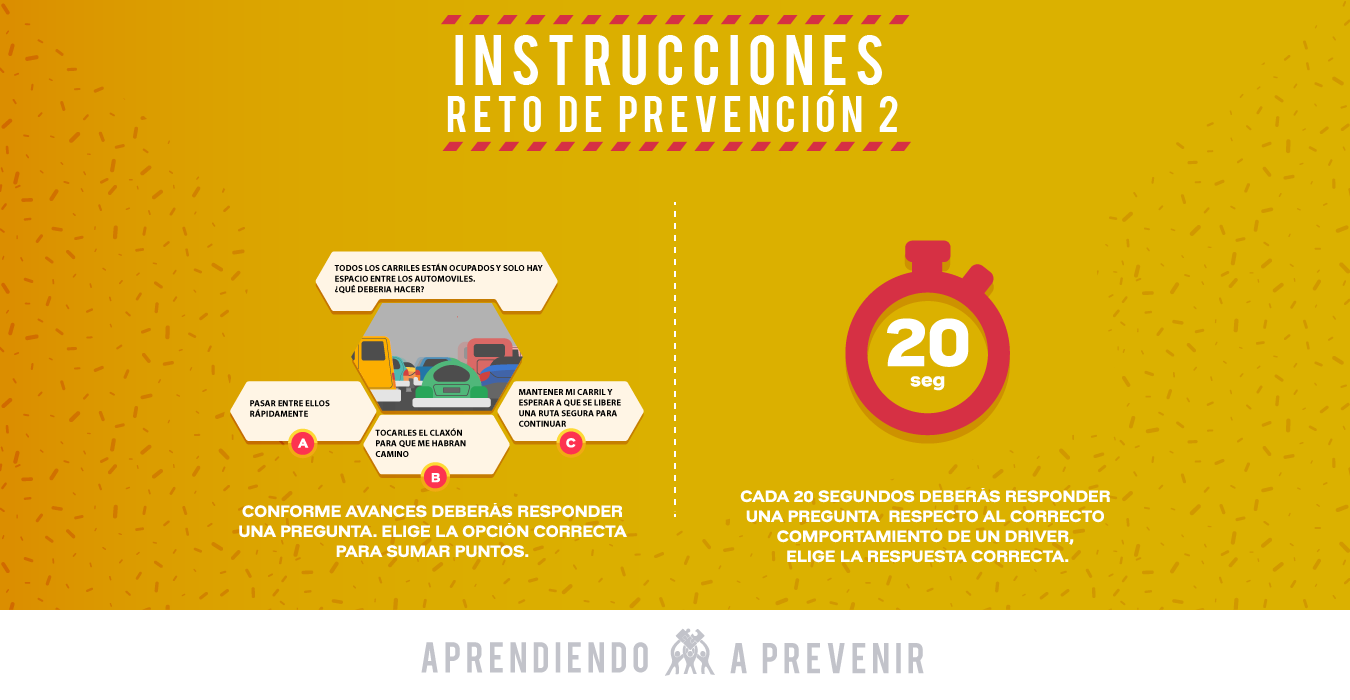 INSTRUCCIONES
RETO DE PREVENCIÓN 2
TODOS LOS CARRILES ESTÁN OCUPADOS Y SOLO HAY
ESPACIO ENTRE LOS AUTOMOVILES.
¿QUÉ DEBERIA HACER?
PASAR ENTRE ELLOS
RÁPIDAMENTE
A
TOCARLES EL CLAXÓN
PARA QUE ME HABRAN
CAMINO
B
MANTENER MI CARRIL Y
ESPERAR A QUE SE LIBERE
UNA RUTA SEGURA PARA
CONTINUAR
C
CONFORME AVANCES DEBERÁS RESPONDER
UNA PREGUNTA. ELIGE LA OPCIÓN CORRECTA
PARA SUMAR PUNTOS.
20
seg
CADA 20 SEGUNDOS DEBERÁS RESPONDER
UNA PREGUNTA RESPECTO AL CORRECTO
COMPORTAMIENTO DE UN DRIVER,
ELIGE LA RESPUESTA CORRECTA.
APRENDIENDO A PREVENIR